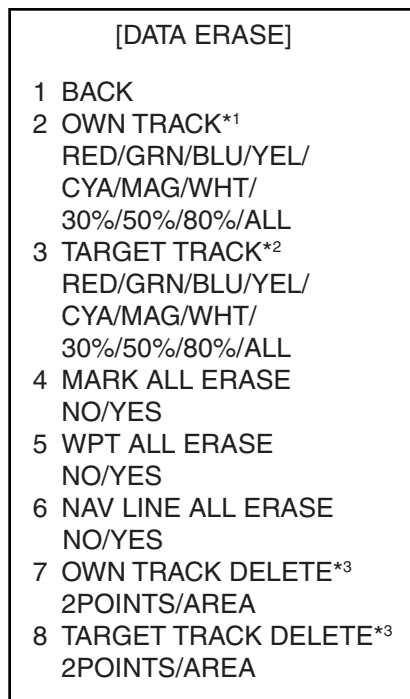 [DATA ERASE]
1 BACK
2 OWN TRACK*1
RED/GRN/BLU/YEL/
CYA/MAG/WHT/
30%/50%/80%/ALL
3 TARGET TRACK*2
RED/GRN/BLU/YEL/
CYA/MAG/WHT/
30%/50%/80%/ALL
4 MARK ALL ERASE
NO/YES
5 WPT ALL ERASE
NO/YES
6 NAV LINE ALL ERASE
NO/YES
7 OWN TRACK DELETE*3
2POINTS/AREA
8 TARGET TRACK DELETE*3
2POINTS/AREA